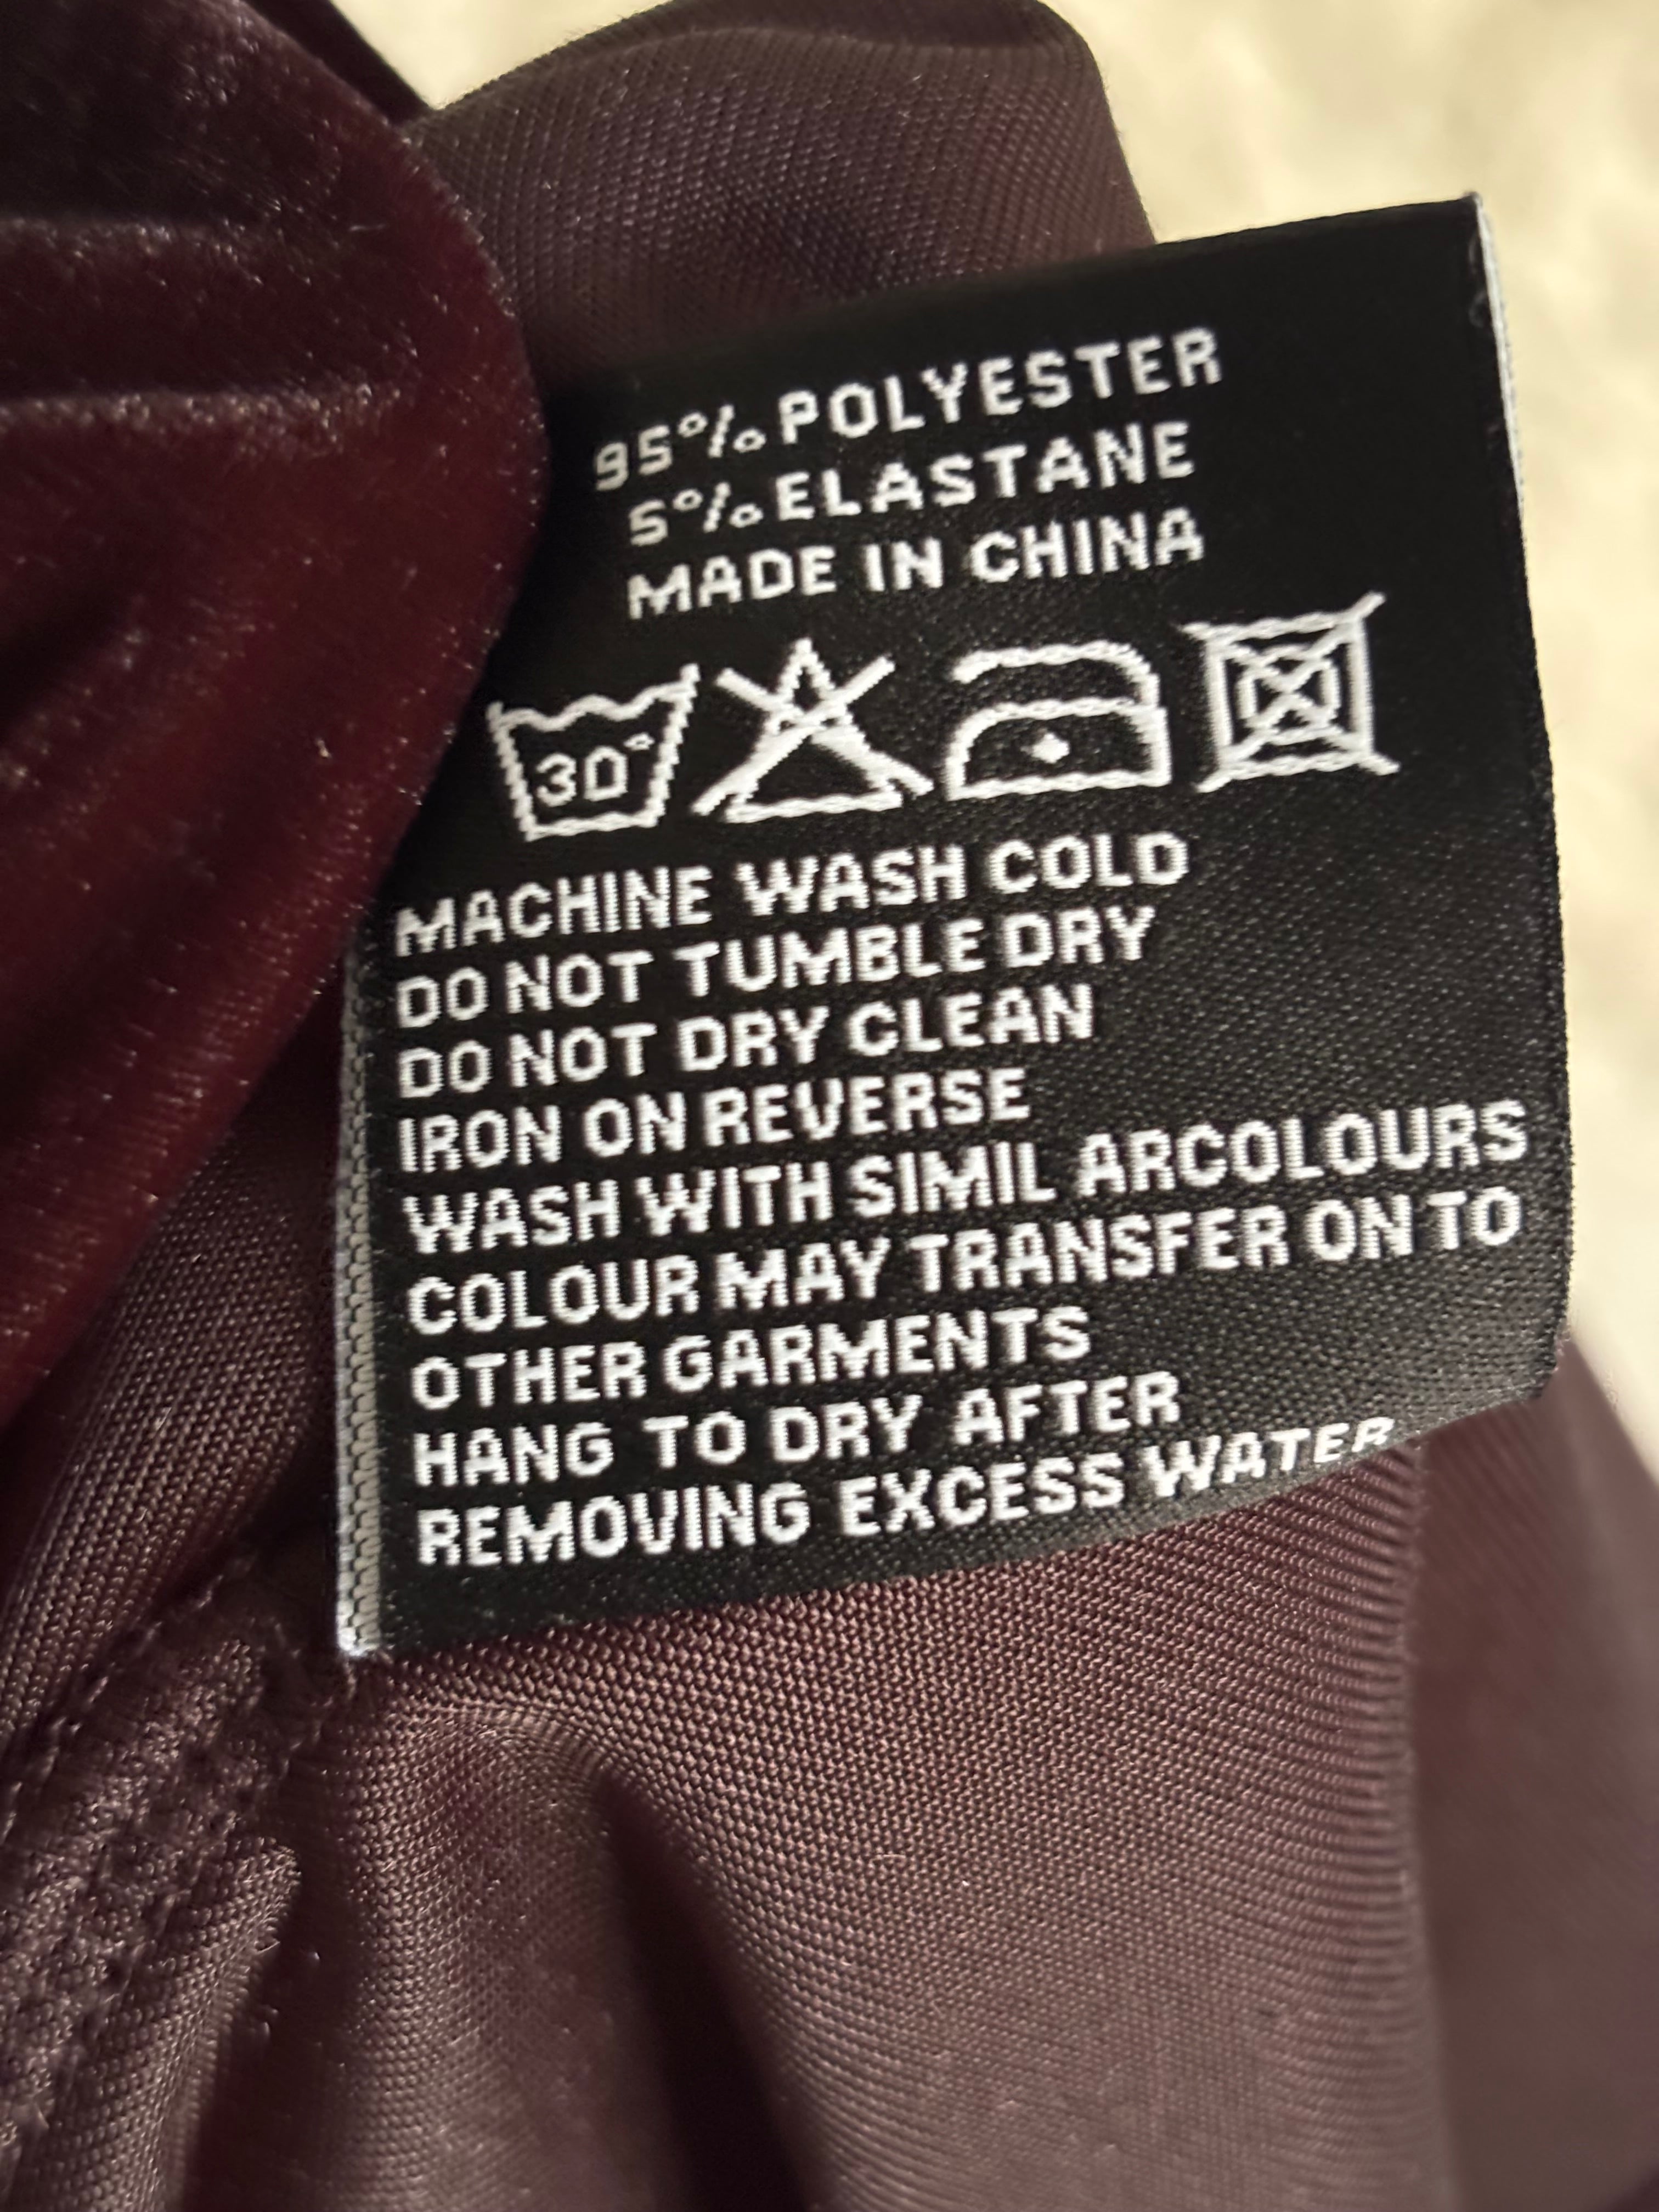 95% POLYESTER
5% ELASTANE
MADE IN CHINA
30°
MACHINE WASH COLD
DO NOT TUMBLE DRY
DO NOT DRY CLEAN
IRON ON REVERSE
WASH WITH SIMIL ARCOLOURS
COLOUR MAY TRANSFER ON TO
OTHER GARMENTS
HANG TO DRY AFTER
REMOVING EXCESS WATER